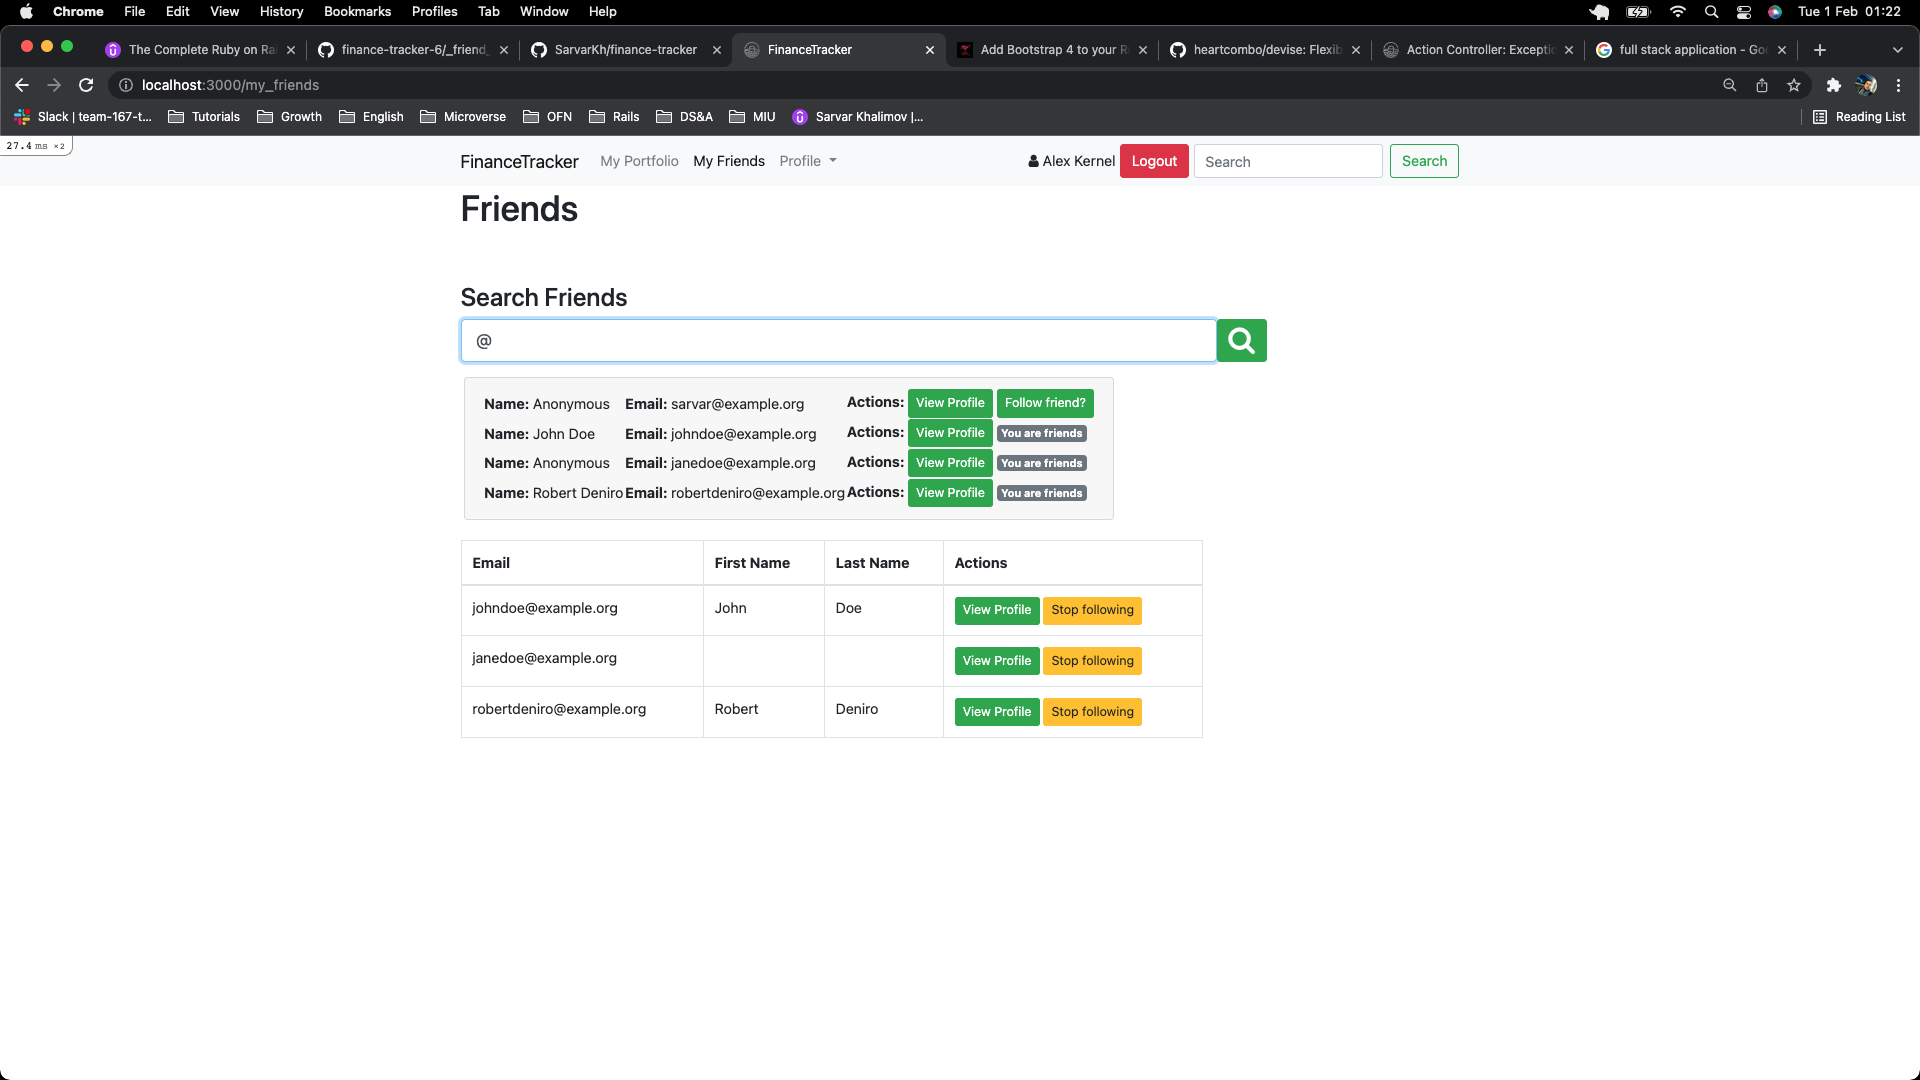 Chrome File Edit View History Bookmarks Profiles Tab Window Help Tue 1 Feb 01:22
The Complete Ruby on Ra finance-tracker-6/_friend_ SarvarKh/finance-tracker FinanceTracker Add Bootstrap 4 to your R heartcombo/devise: Flexib Action Controller: Exceptio full stack application - Goo
localhost:3000/my_friends
Slack | team-167-t... Tutorials Growth English Microverse OFN Rails DS&A MIU Sarvar Khalimov |... Reading List
27.4 ms ×2
FinanceTracker My Portfolio My Friends Profile Alex Kernel Logout Search Search
Friends
Search Friends
@
Name: Anonymous Email: sarvar@example.org Actions: View Profile Follow friend?
Name: John Doe Email: johndoe@example.org Actions: View Profile You are friends
Name: Anonymous Email: janedoe@example.org Actions: View Profile You are friends
Name: Robert Deniro Email: robertdeniro@example.org Actions: View Profile You are friends
Email First Name Last Name Actions
johndoe@example.org John Doe View Profile Stop following
janedoe@example.org View Profile Stop following
robertdeniro@example.org Robert Deniro View Profile Stop following